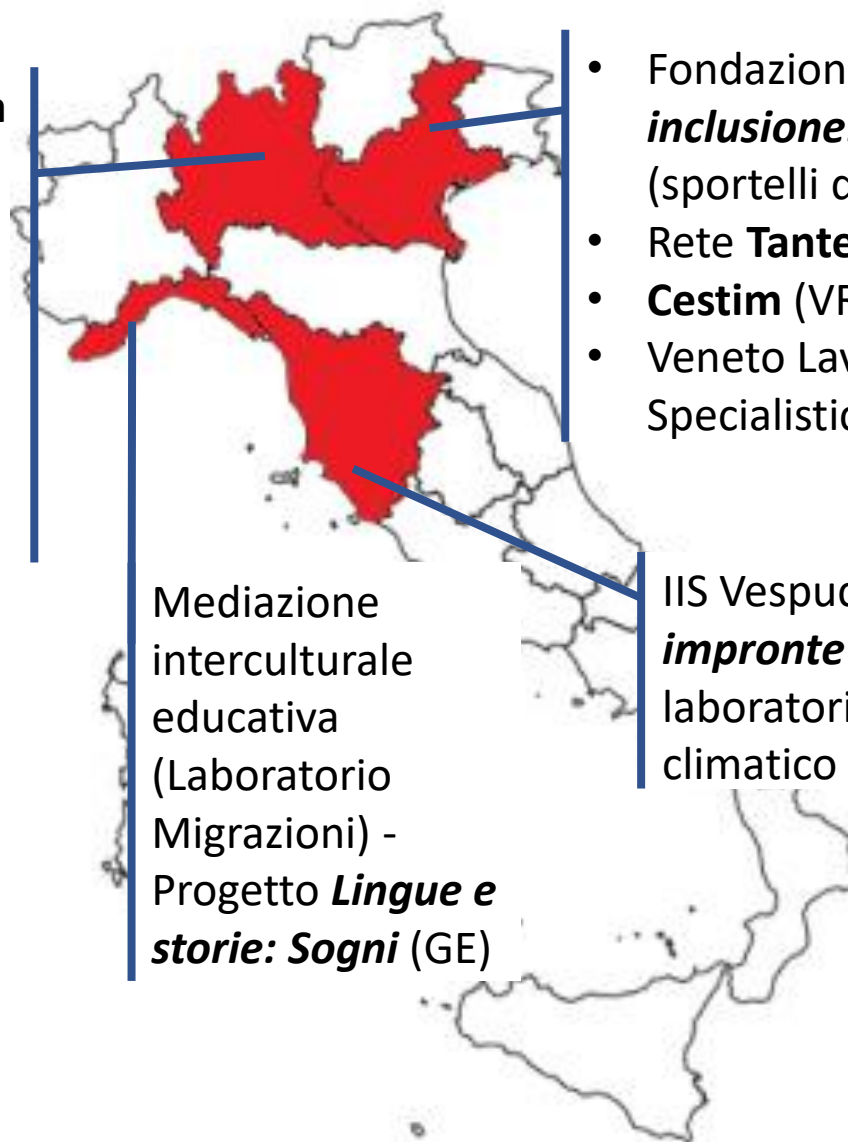 • Fondazion
inclusione
(sportelli
• Rete Tante
• Cestim (VR
• Veneto Lav
Specialistic
Mediazione
interculturale
educativa
(Laboratorio
Migrazioni) -
Progetto Lingue e
storie: Sogni (GE)
IIS Vespuc
impronte
laboratori
climatico